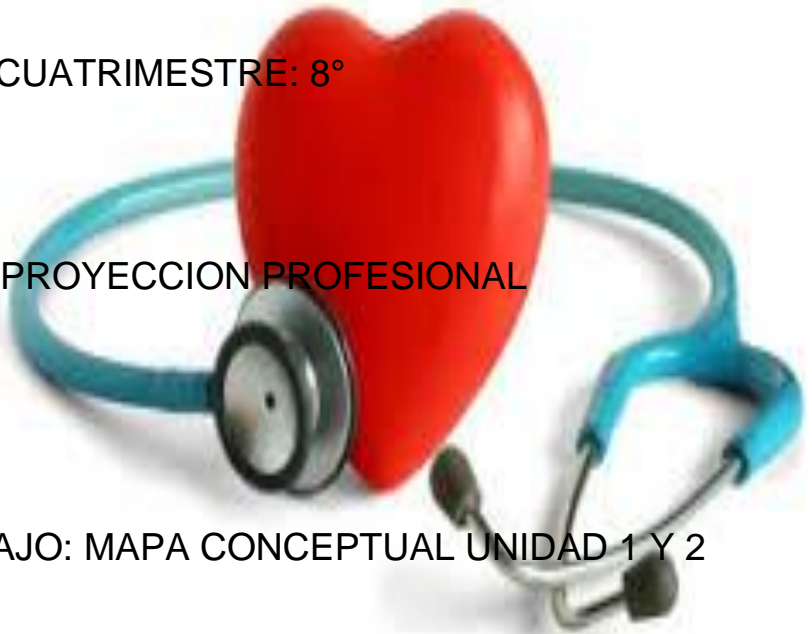 CUATRIMESTRE: 8°
PROYECCION PROFESIONAL
AJO: MAPA CONCEPTUAL UNIDAD 1 Y 2